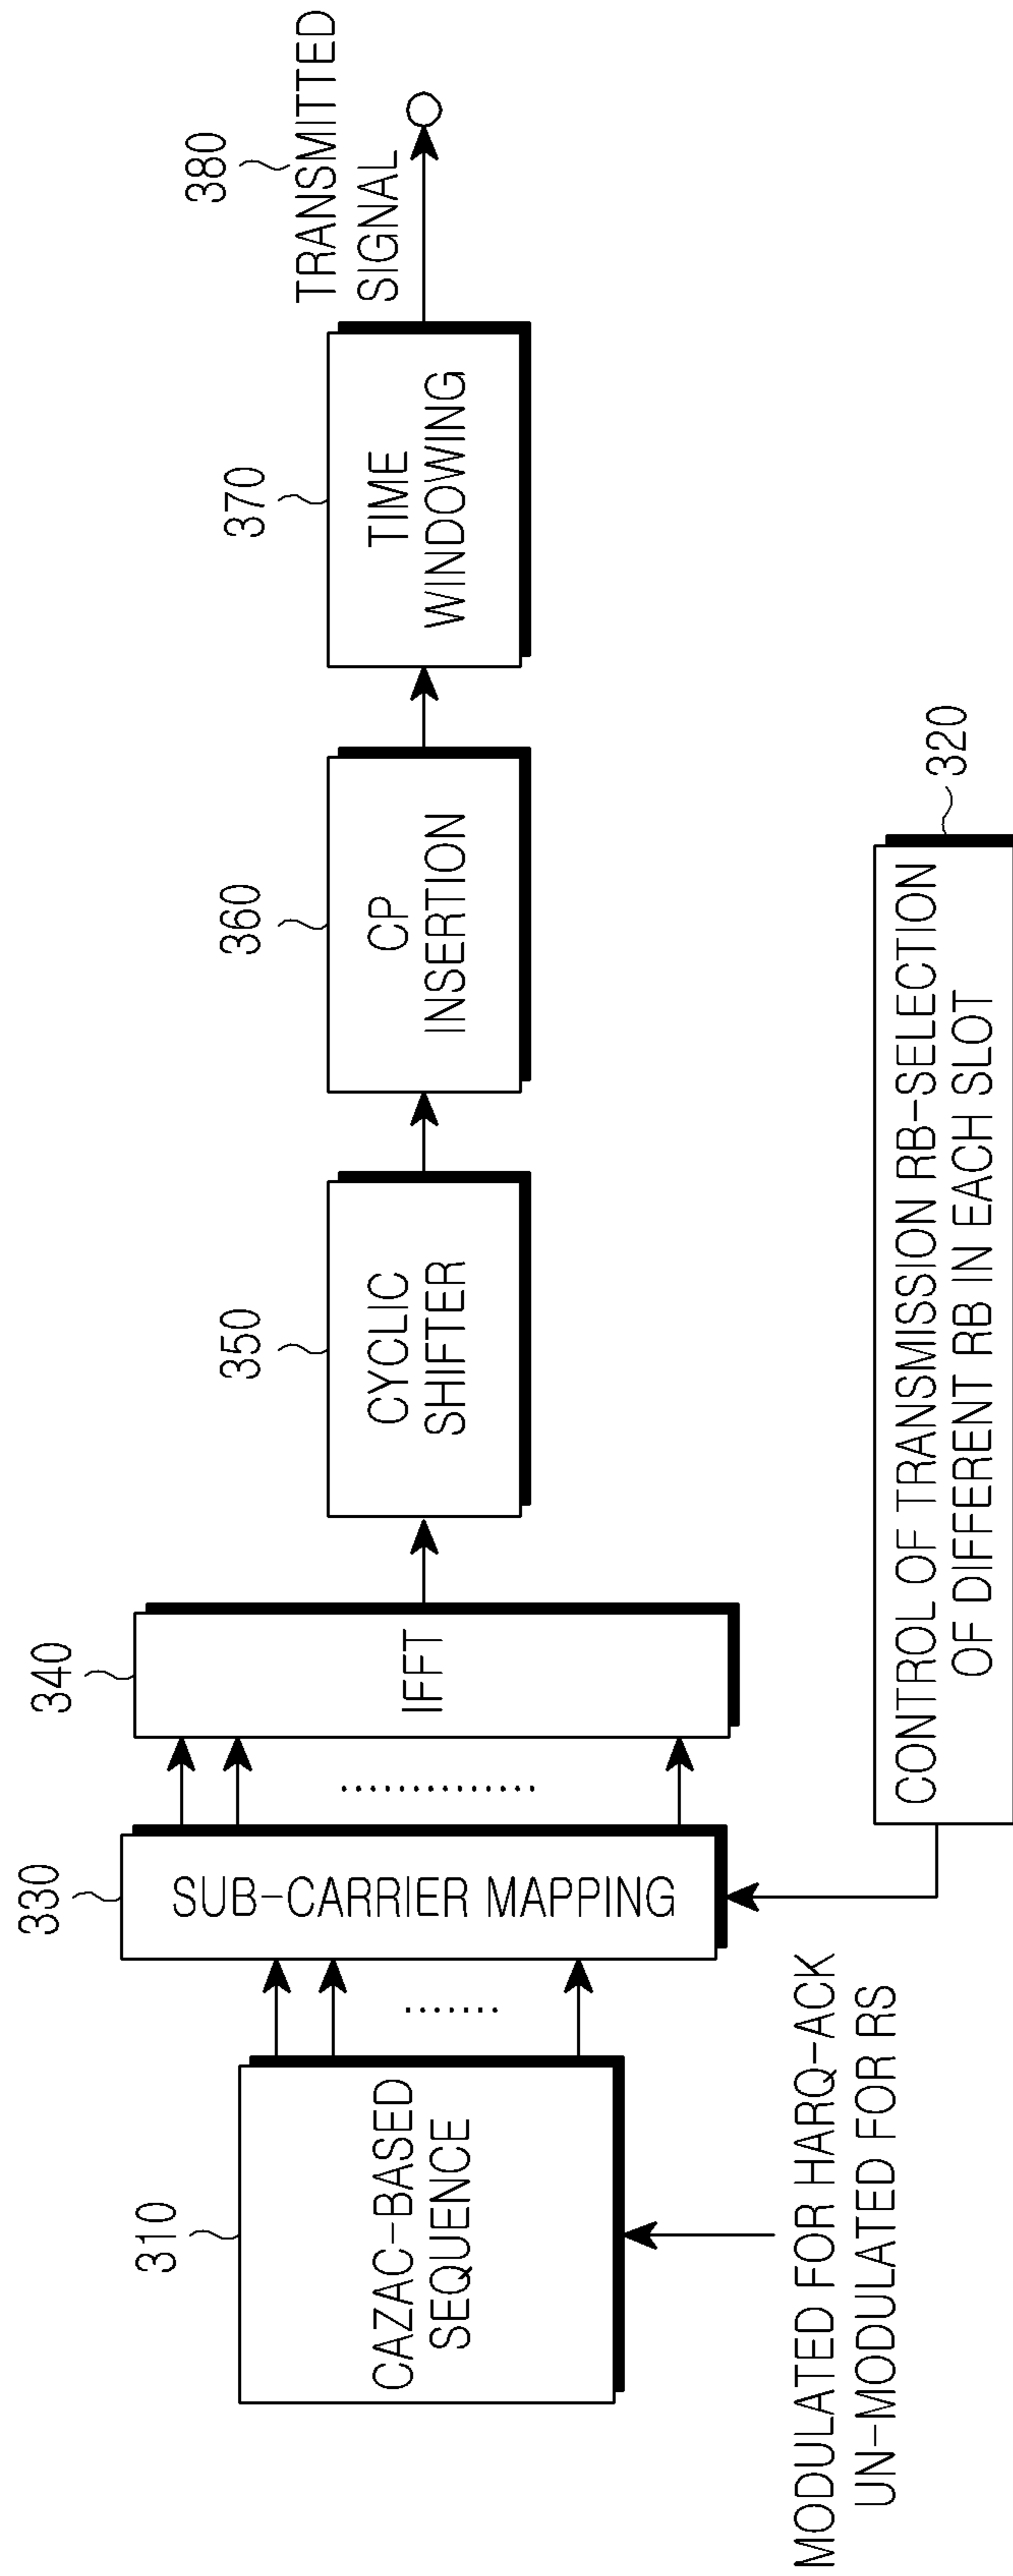 310
CAZAC-BASED
SEQUENCE
MODULATED FOR HARQ-ACK
UN-MODULATED FOR RS
330
SUB-CARRIER MAPPING
340
IFFT
350
CYCLIC
SHIFTER
360
CP
INSERTION
370
TIME
WINDOWING
380
TRANSMITTED
SIGNAL
CONTROL OF TRANSMISSION RB-SELECTION
OF DIFFERENT RB IN EACH SLOT
320